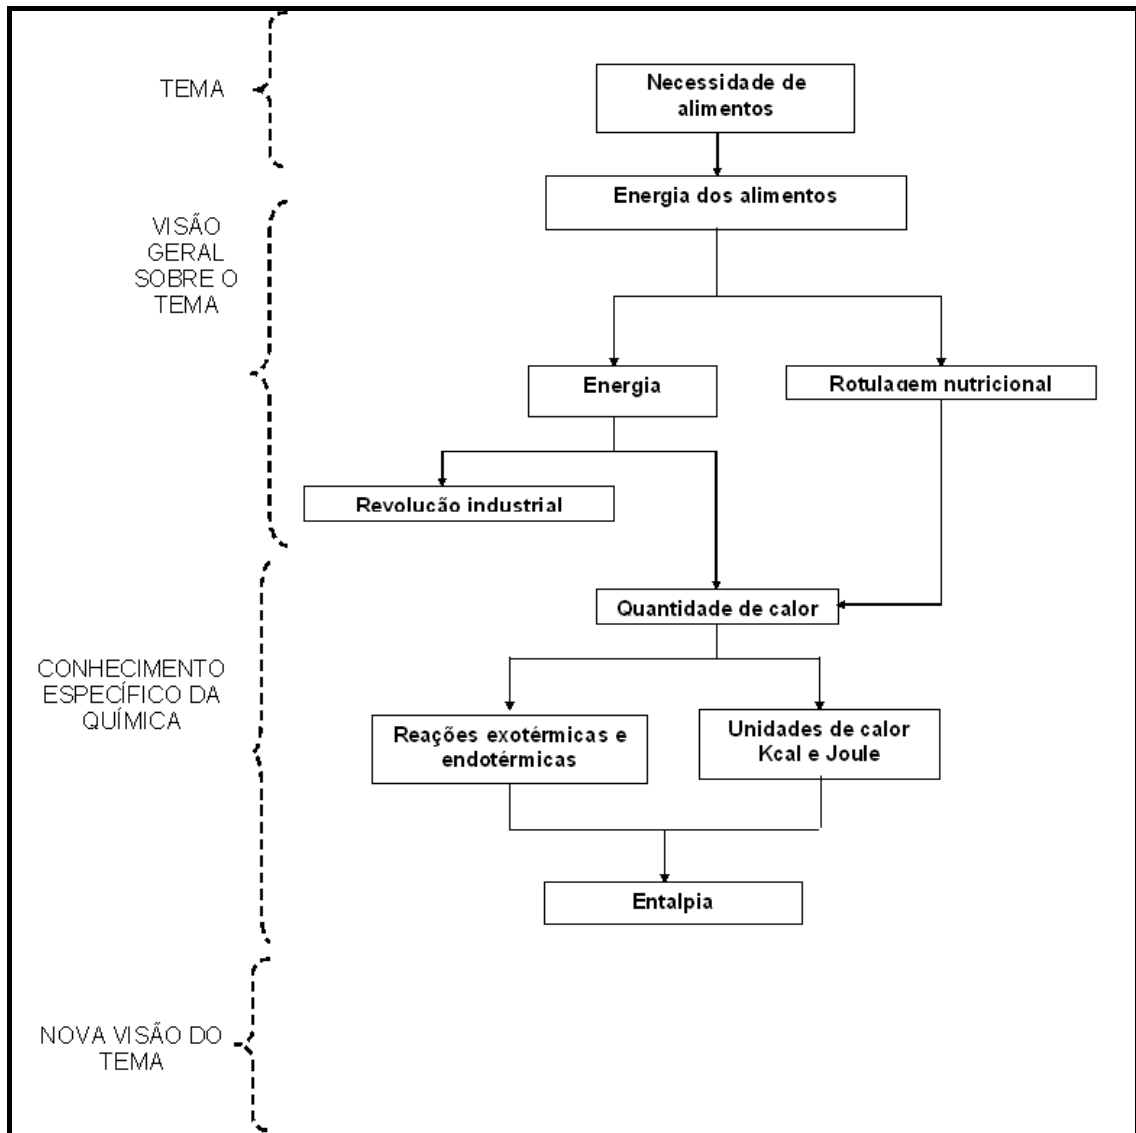 TEMA
Necessidade de
alimentos
Energia dos alimentos
VISÃO
GERAL
SOBRE O
TEMA
Energia
Rotulagem nutricional
Revolução industrial
Quantidade de calor
CONHECIMENTO
ESPECÍFICO DA
QUÍMICA
Reações exotérmicas e
endotérmicas
Unidades de calor
Kcal e Joule
Entalpia
NOVA VISÃO DO
TEMA